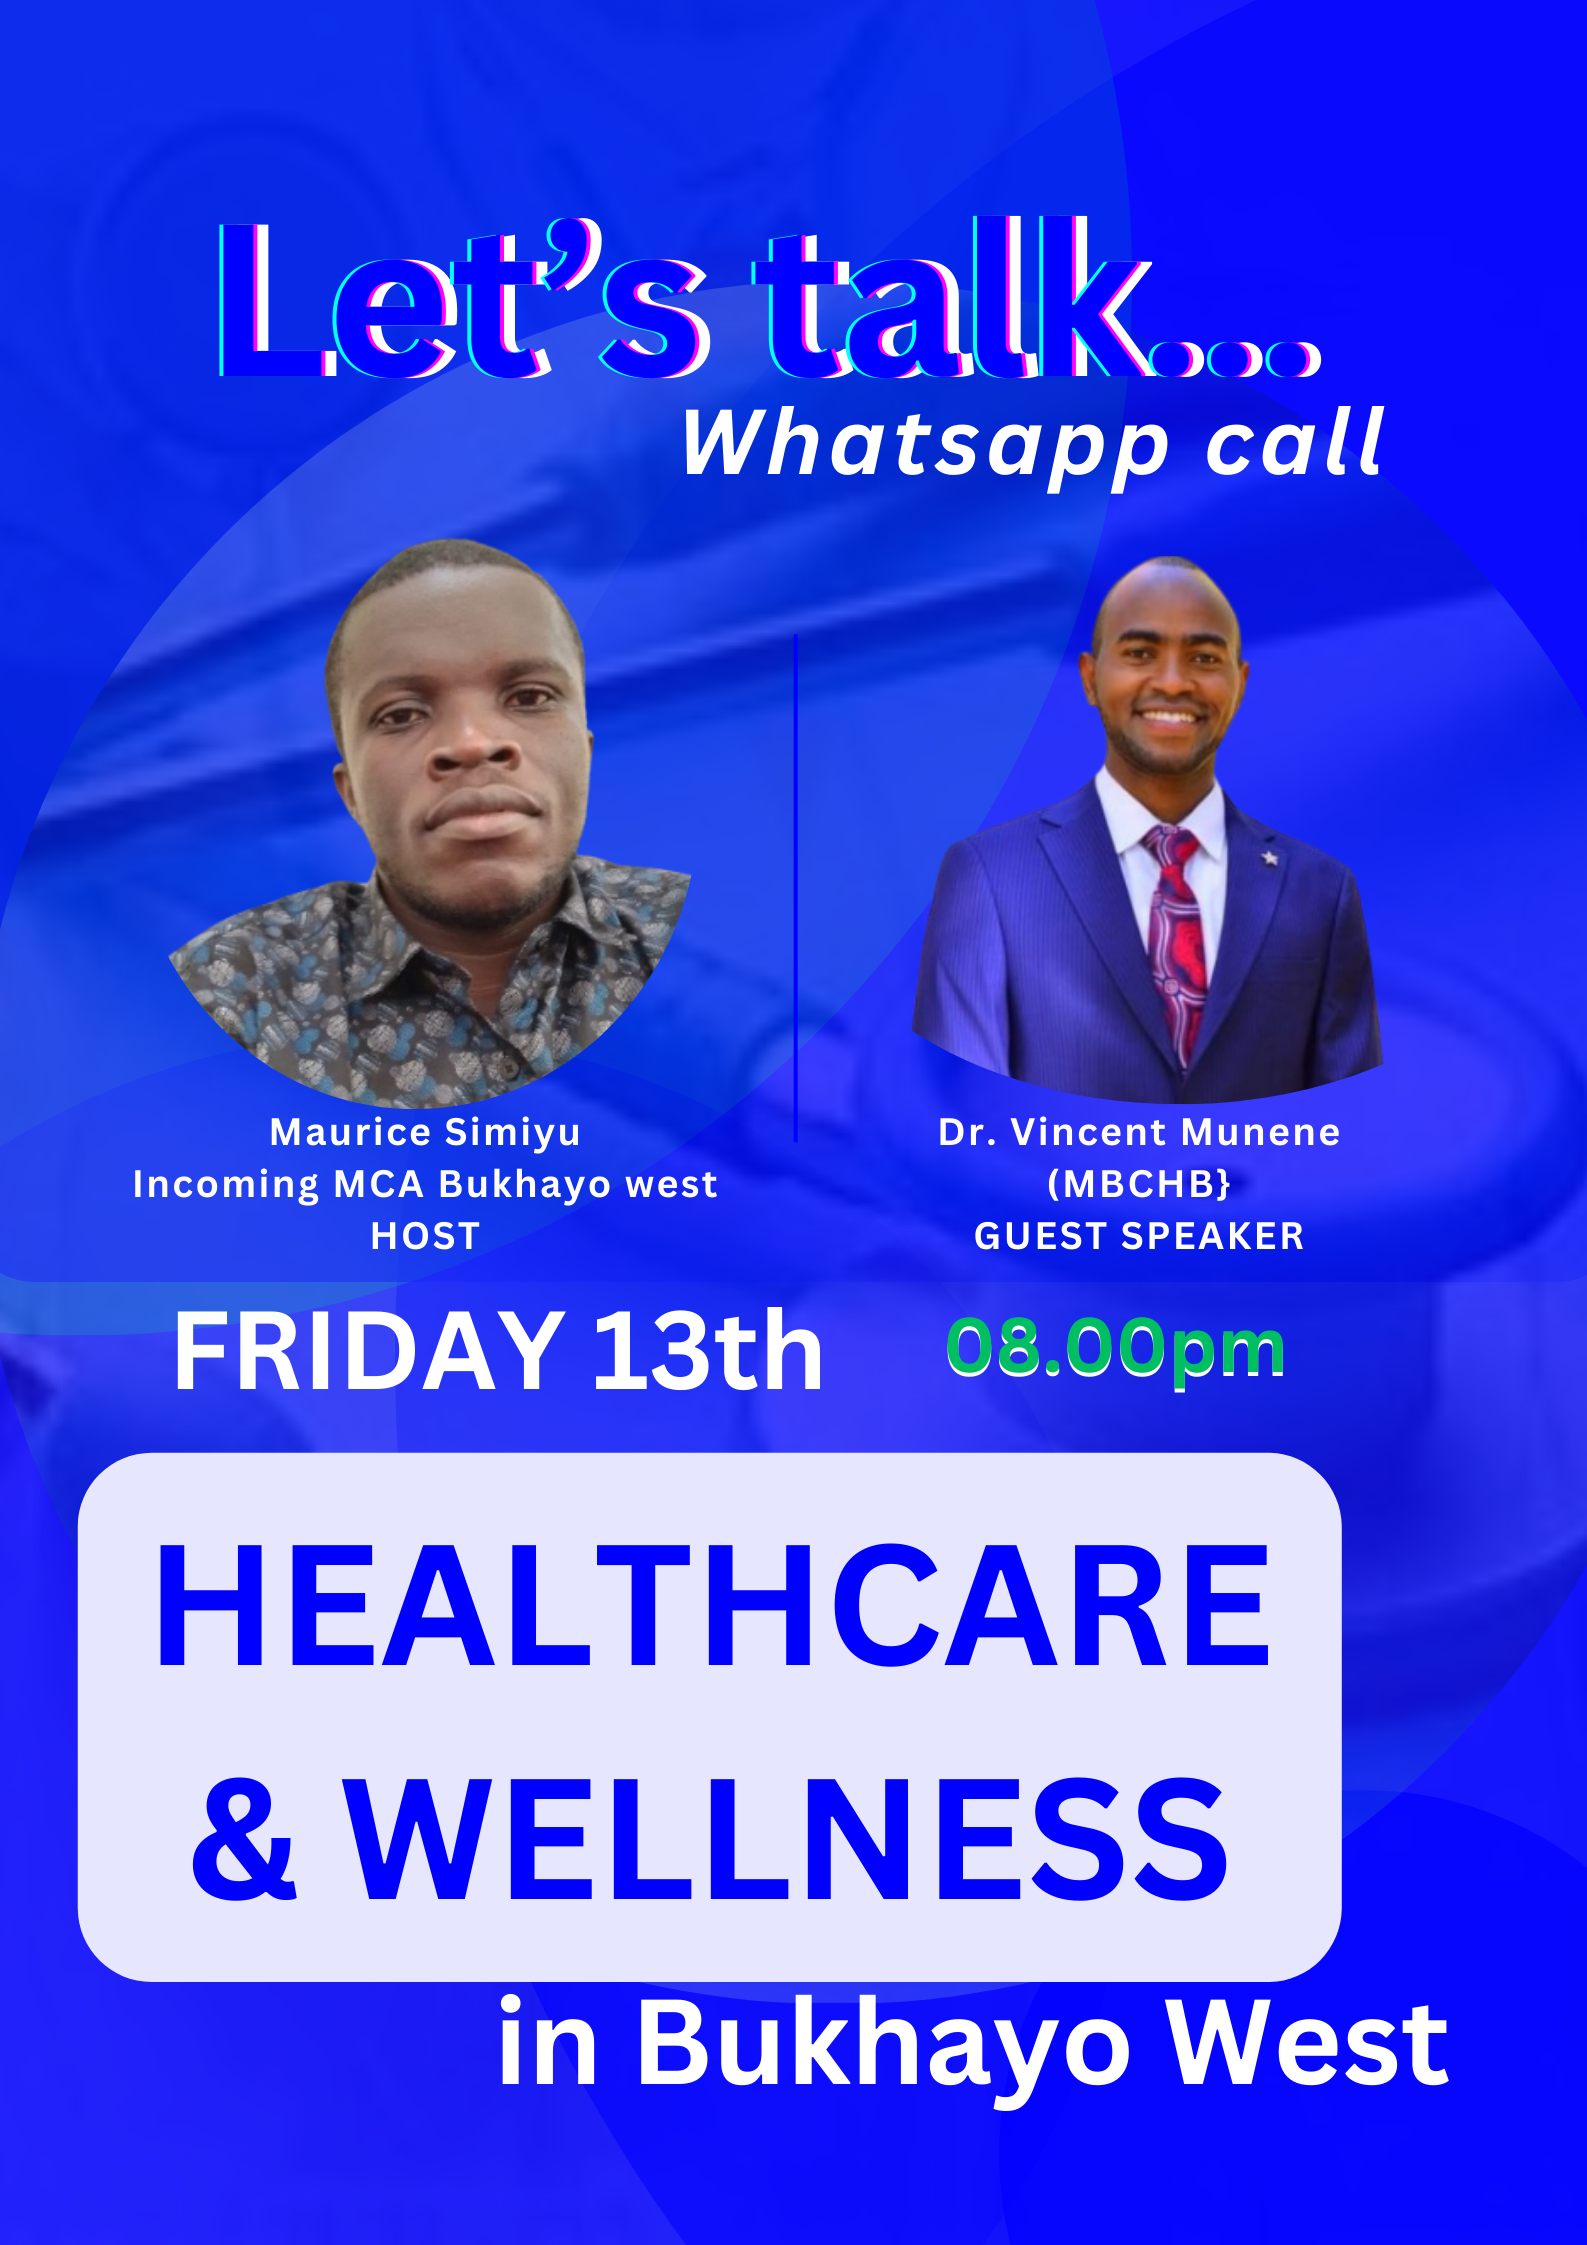 Let's talk...
Whatsapp call
Maurice Simiyu
Incoming MCA Bukhayo west
HOST
Dr. Vincent Munene
(MBCHB}
GUEST SPEAKER
FRIDAY 13th
08.00pm
HEALTHCARE
& WELLNESS
in Bukhayo West